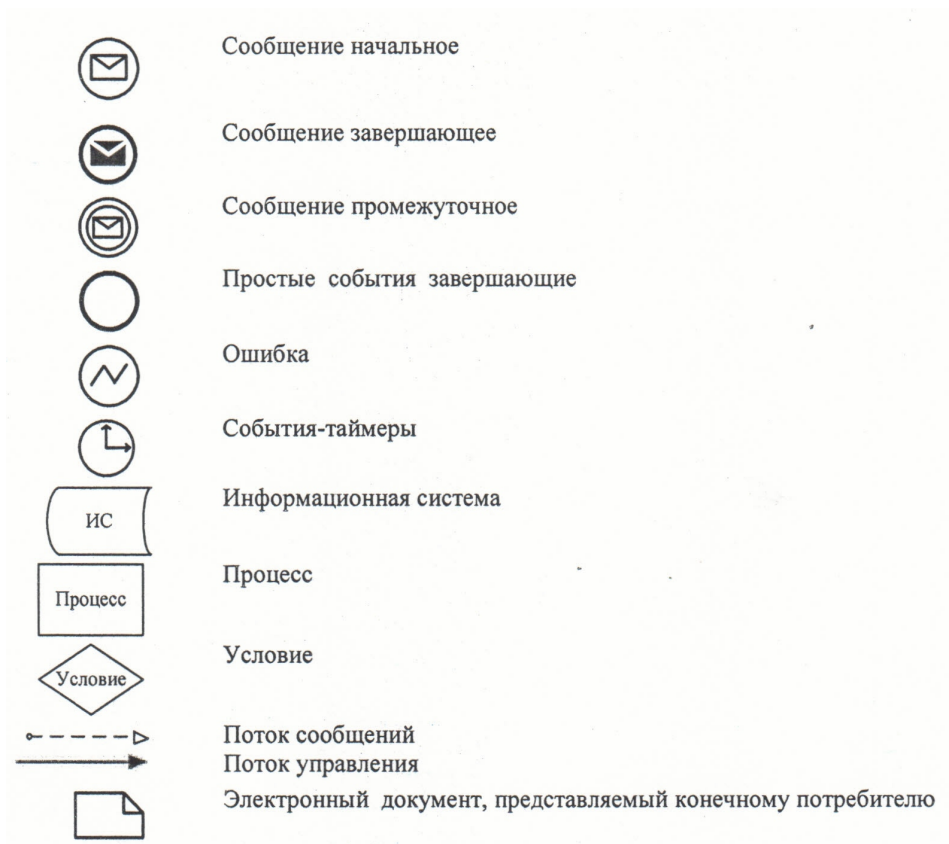 Сообщение начальное
Сообщение завершающее
Сообщение промежуточное
Простые события завершающие
Ошибка
События-таймеры
ИС
Информационная система
Процесс
Процесс
Условие
Условие
Поток сообщений
Поток управления
Электронный документ, представляемый конечному потребителю